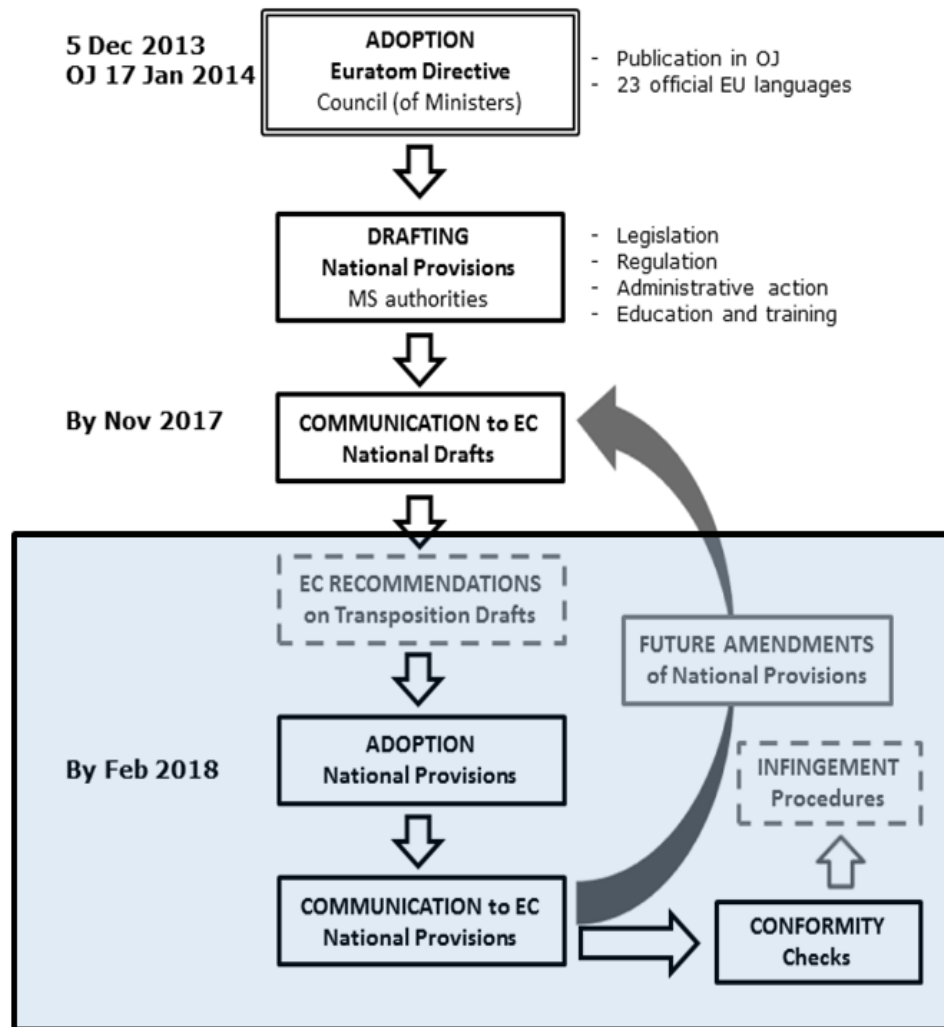 5 Dec 2013
OJ 17 Jan 2014
ADOPTION
Euratom Directive
Council (of Ministers)
- Publication in OJ
- 23 official EU languages
DRAFTING
National Provisions
MS authorities
- Legislation
- Regulation
- Administrative action
- Education and training
By Nov 2017
COMMUNICATION to EC
National Drafts
EC RECOMMENDATIONS
on Transposition Drafts
FUTURE AMENDMENTS
of National Provisions
By Feb 2018
ADOPTION
National Provisions
INFINGEMENT
Procedures
COMMUNICATION to EC
National Provisions
CONFORMITY
Checks